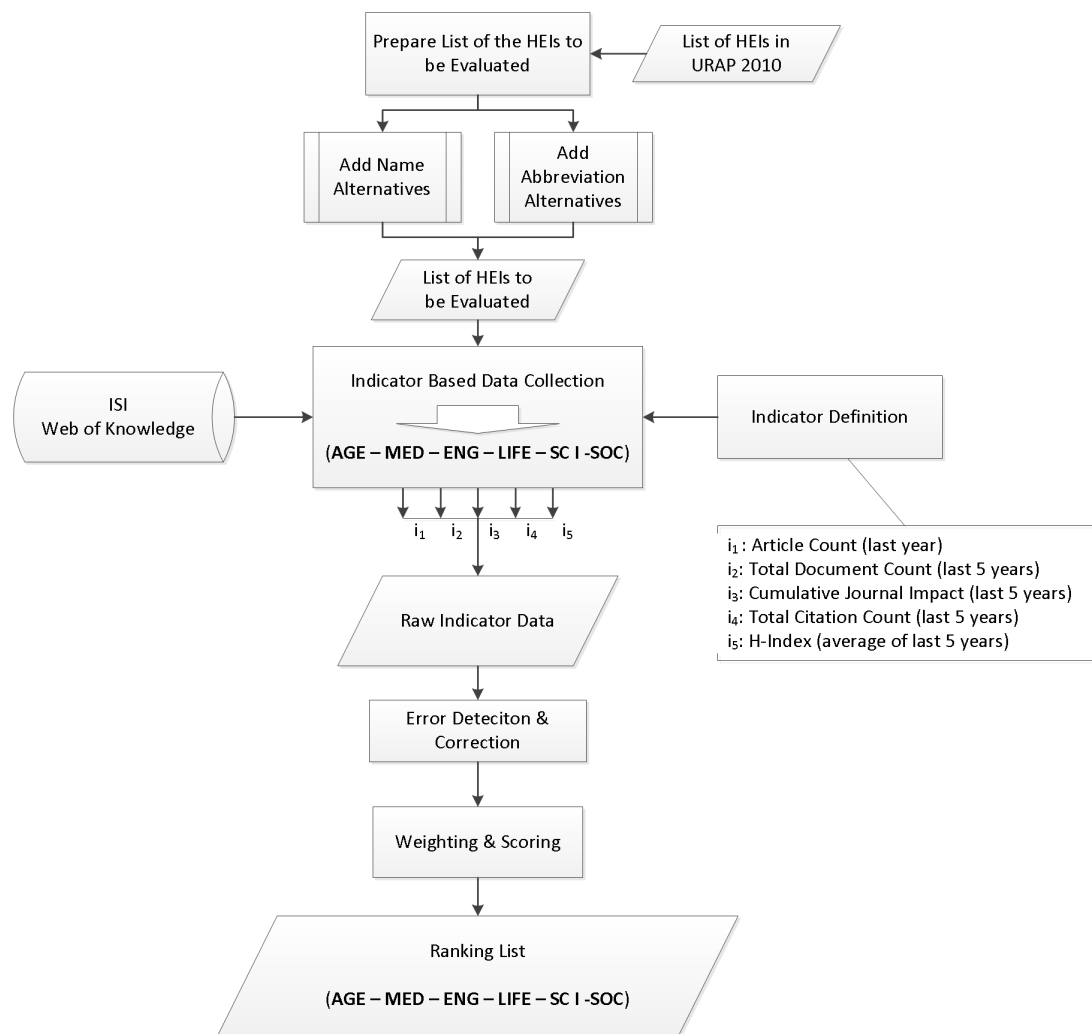 Prepare List of the HEIs to
be Evaluated
List of HEIs in
URAP 2010
Add Name
Alternatives
Add
Abbreviation
Alternatives
List of HEIs to
be Evaluated
ISI
Web of Knowledge
Indicator Based Data Collection
(AGE – MED – ENG – LIFE – SC I -SOC)
Indicator Definition
i₁ i₂ i₃ i₄ i₅
i₁ : Article Count (last year)
i₂: Total Document Count (last 5 years)
i₃: Cumulative Journal Impact (last 5 years)
i₄: Total Citation Count (last 5 years)
i₅: H-Index (average of last 5 years)
Raw Indicator Data
Error Deteciton &
Correction
Weighting & Scoring
Ranking List
(AGE – MED – ENG – LIFE – SC I -SOC)